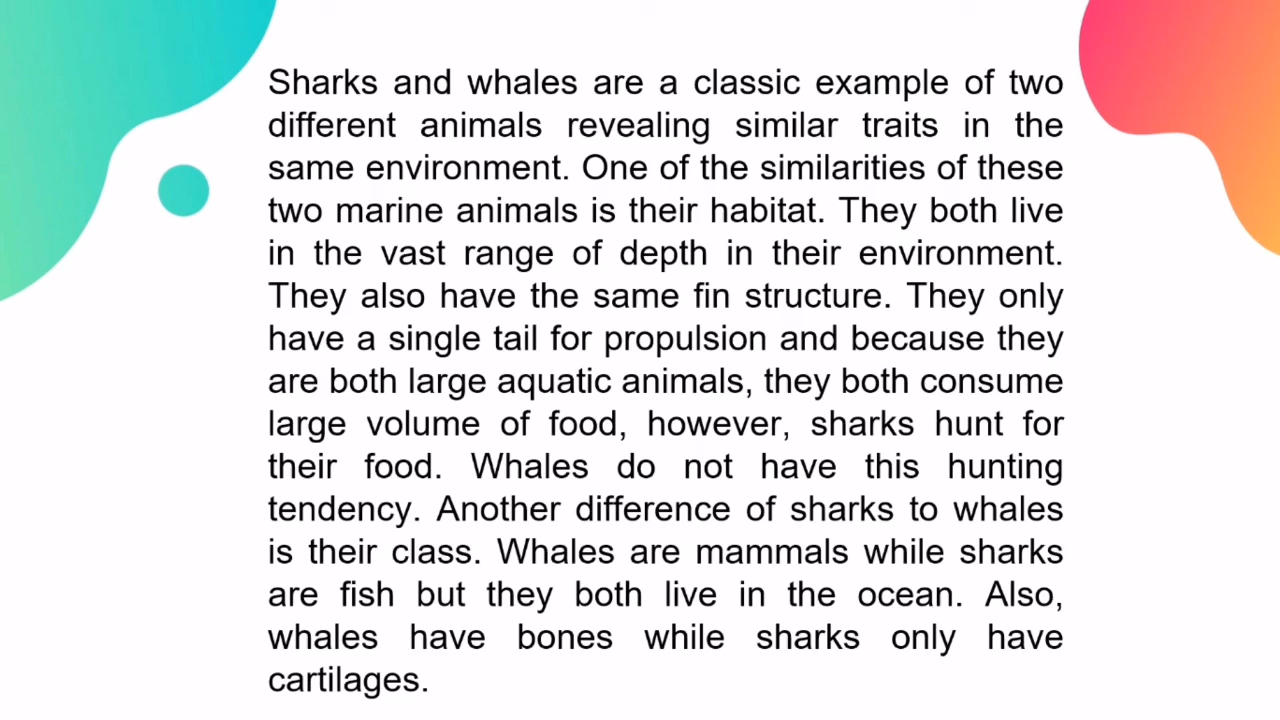 Sharks and whales are a classic example of two
different animals revealing similar traits in the
same environment. One of the similarities of these
two marine animals is their habitat. They both live
in the vast range of depth in their environment.
They also have the same fin structure. They only
have a single tail for propulsion and because they
are both large aquatic animals, they both consume
large volume of food, however, sharks hunt for
their food. Whales do not have this hunting
tendency. Another difference of sharks to whales
is their class. Whales are mammals while sharks
are fish but they both live in the ocean. Also,
whales have bones while sharks only have
cartilages.